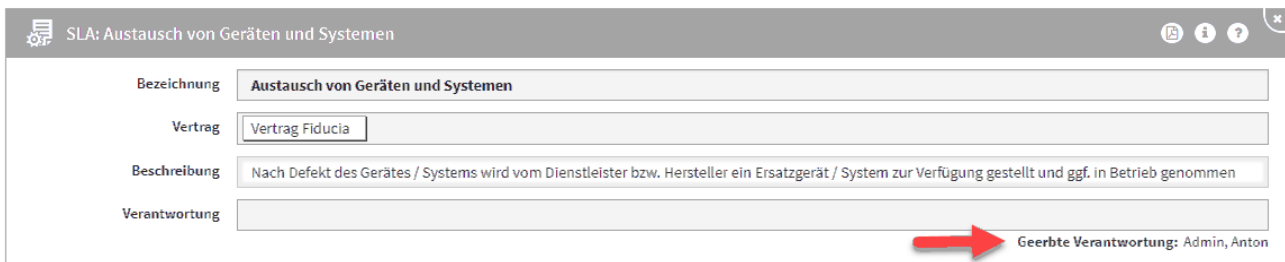 SLA: Austausch von Geräten und Systemen
Bezeichnung Austausch von Geräten und Systemen
Vertrag Vertrag Fiducia
Beschreibung Nach Defekt des Gerätes / Systems wird vom Dienstleister bzw. Hersteller ein Ersatzgerät / System zur Verfügung gestellt und ggf. in Betrieb genommen
Verantwortung
Geerbte Verantwortung: Admin, Anton